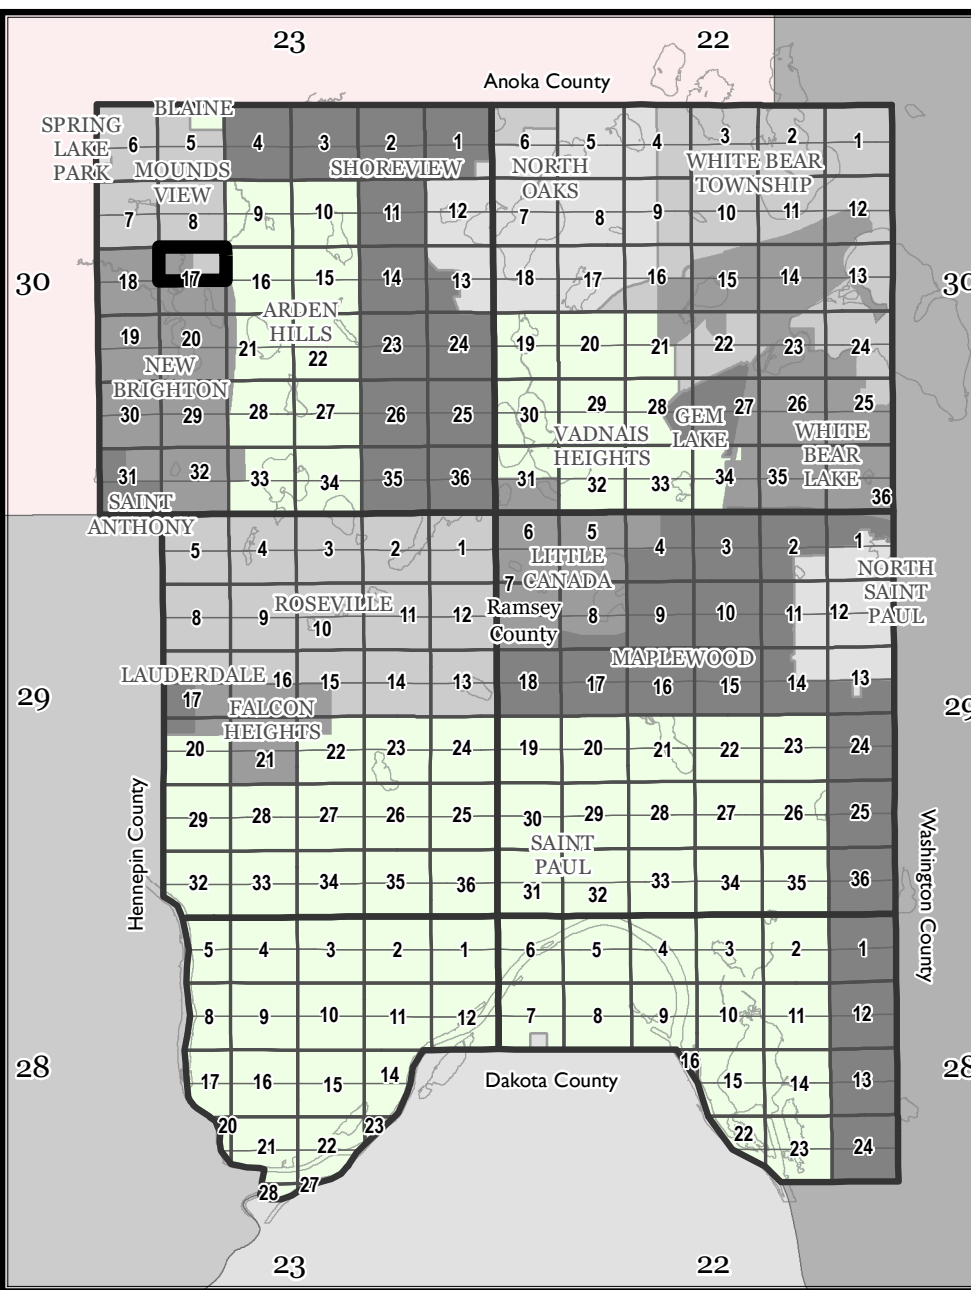 23 22
Anoka County
BLAINE
SPRING
LAKE
PARK
6 5 4 3 2 1 6 5 4 3 2 1
MOUNDS
VIEW
SHOREVIEW
NORTH
OAKS
WHITE BEAR
TOWNSHIP
7 8 9 10 11 12 7 8 9 10 11 12
30 18 17 16 15 14 13 18 17 16 15 14 13 30
ARDEN
HILLS
19 20 21 22 23 24 19 20 21 22 23 24
NEW
BRIGHTON
30 29 28 27 26 25 30 29 28 27 26 25
GEM
LAKE
VADNAIS
HEIGHTS
WHITE
BEAR
LAKE
31 32 33 34 35 36 31 32 33 34 35 36
SAINT
ANTHONY
5 4 3 2 1 6 5 4 3 2 1
LITTLE
CANADA
NORTH
SAINT
PAUL
8 9 10 11 12 7 8 9 10 11 12
ROSEVILLE
Ramsey
County
MAPLEWOOD
LAUDERDALE
29 17 16 15 14 13 18 17 16 15 14 13 29
FALCON
HEIGHTS
20 21 22 23 24 19 20 21 22 23 24
29 28 27 26 25 30 29 28 27 26 25
SAINT
PAUL
32 33 34 35 36 31 32 33 34 35 36
Hennepin County
Washington County
5 4 3 2 1 6 5 4 3 2 1
8 9 10 11 12 7 8 9 10 11 12
28 17 16 15 14 16 15 14 13 28
Dakota County
20 21 22 23 22 23 24
28 27
23 22